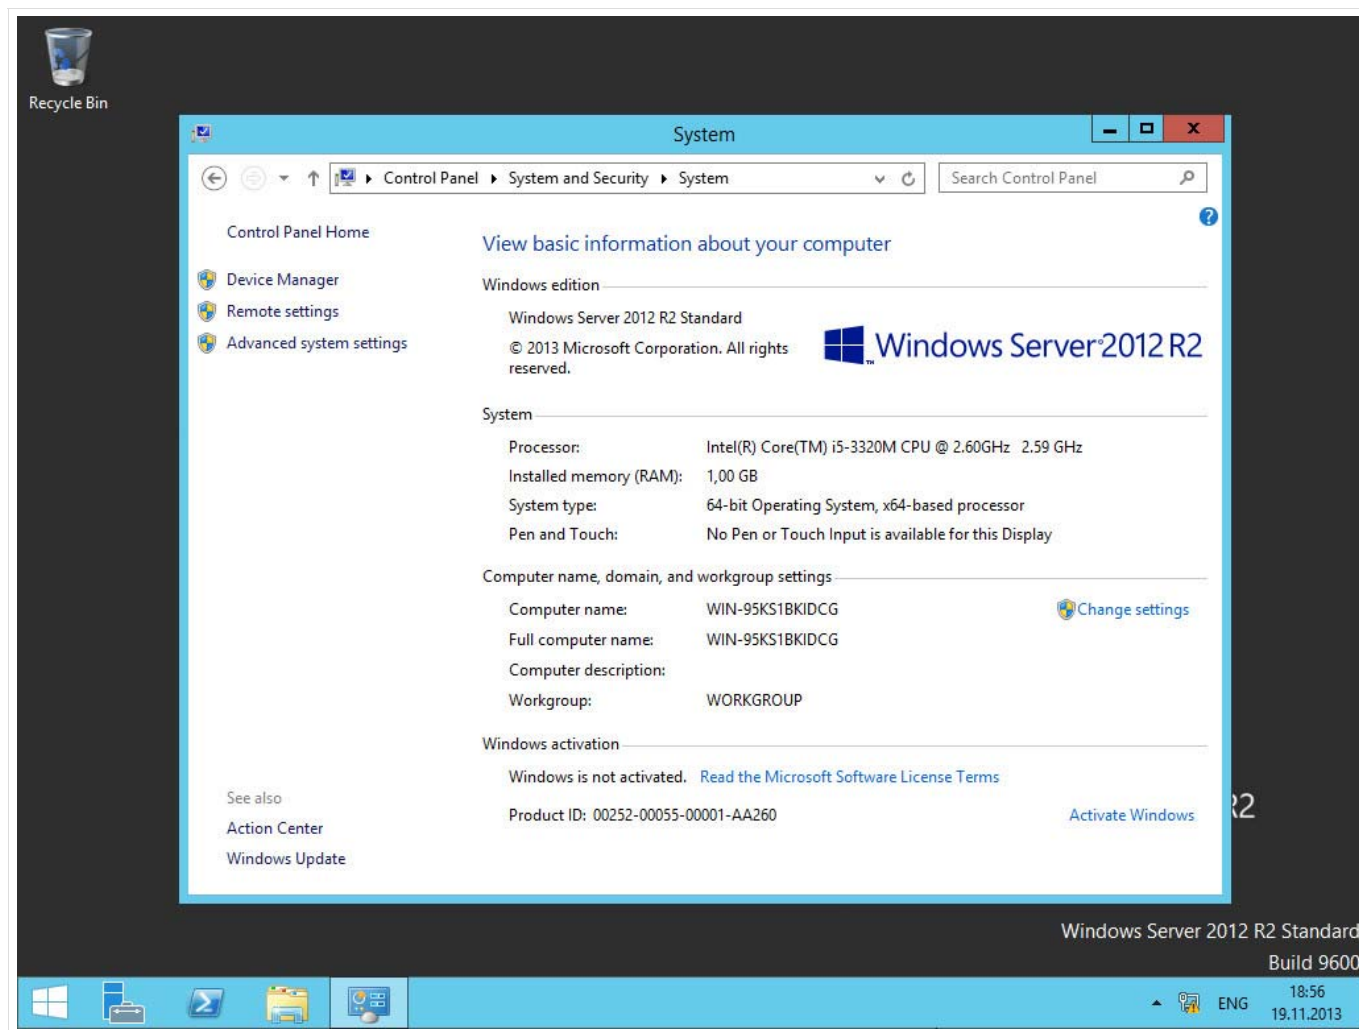 Recycle Bin
System
Control Panel
System and Security
System
Search Control Panel
Control Panel Home
Device Manager
Remote settings
Advanced system settings
View basic information about your computer
Windows edition
Windows Server 2012 R2 Standard
© 2013 Microsoft Corporation. All rights
reserved.
Windows Server 2012 R2
System
Processor: Intel(R) Core(TM) i5-3320M CPU @ 2.60GHz 2.59 GHz
Installed memory (RAM): 1,00 GB
System type: 64-bit Operating System, x64-based processor
Pen and Touch: No Pen or Touch Input is available for this Display
Computer name, domain, and workgroup settings
Computer name: WIN-95KS1BKIDCG
Change settings
Full computer name: WIN-95KS1BKIDCG
Computer description:
Workgroup: WORKGROUP
Windows activation
Windows is not activated. Read the Microsoft Software License Terms
Product ID: 00252-00055-00001-AA260
Activate Windows
See also
Action Center
Windows Update
R2
Windows Server 2012 R2 Standard
Build 9600
ENG
18:56
19.11.2013